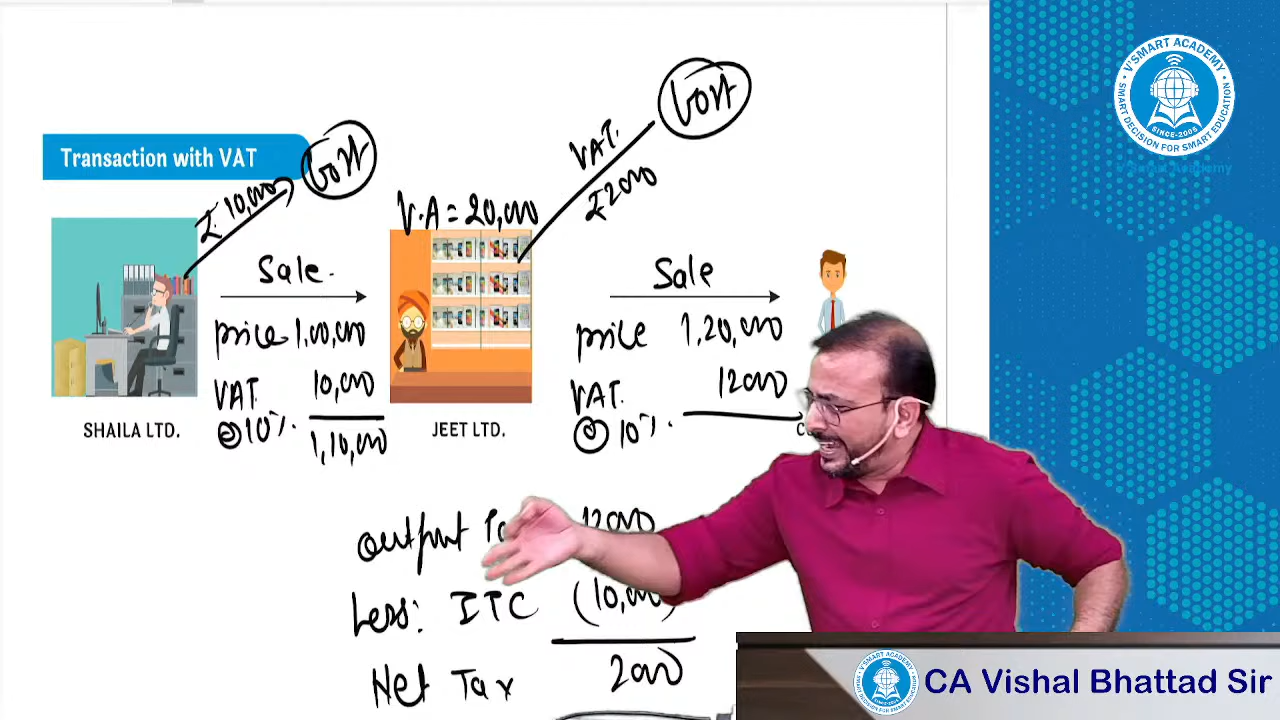 V'SMART ACADEMY
SMART DECISION FOR SMART EDUCATION
SINCE-2005
V'Smart Academy
Govt
Govt
Transaction with VAT
₹ 10,000
VAT.
₹2000
V.A = 20,000
Sale.
Sale
price 1,00,000
price 1,20,000
VAT 10,000
VAT. 12000
@ 10%.
@ 10%.
1,10,000
SHAILA LTD.
JEET LTD.
Output 12000
Less: ITC (10,000)
Net Tax 2000
CA Vishal Bhattad Sir